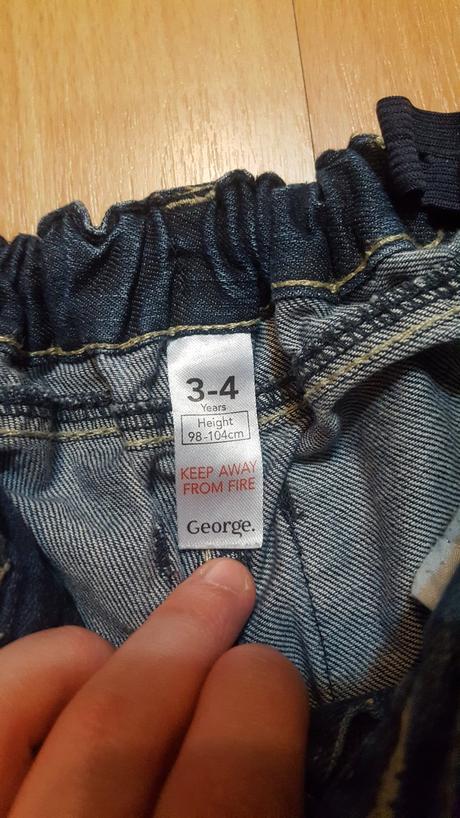 3-4
Years
Height
98-104cm
KEEP AWAY
FROM FIRE
George.